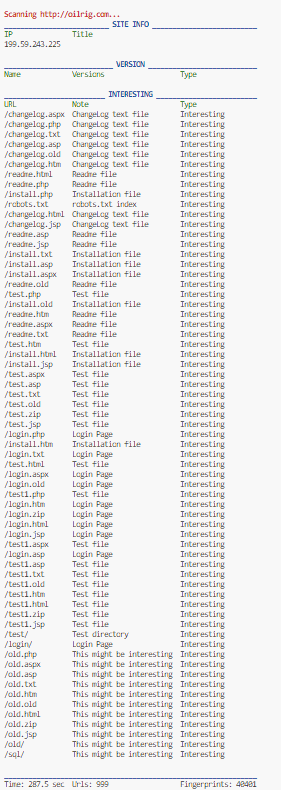 Scanning http://oilrig.com...
SITE INFO
IP Title
199.59.243.225
VERSION
Name Versions Type
INTERESTING
URL Note Type
/changelog.aspx ChangeLog text file Interesting
/changelog.php ChangeLog text file Interesting
/changelog.txt ChangeLog text file Interesting
/changelog.asp ChangeLog text file Interesting
/changelog.old ChangeLog text file Interesting
/changelog.htm ChangeLog text file Interesting
/readme.html Readme file Interesting
/readme.php Readme file Interesting
/install.php Installation file Interesting
/robots.txt robots.txt index Interesting
/changelog.html ChangeLog text file Interesting
/changelog.jsp ChangeLog text file Interesting
/readme.asp Readme file Interesting
/readme.jsp Readme file Interesting
/install.txt Installation file Interesting
/install.asp Installation file Interesting
/install.aspx Installation file Interesting
/readme.old Readme file Interesting
/test.php Test file Interesting
/install.old Installation file Interesting
/readme.htm Readme file Interesting
/readme.aspx Readme file Interesting
/readme.txt Readme file Interesting
/test.htm Test file Interesting
/install.html Installation file Interesting
/install.jsp Installation file Interesting
/test.aspx Test file Interesting
/test.asp Test file Interesting
/test.txt Test file Interesting
/test.old Test file Interesting
/test.zip Test file Interesting
/test.jsp Test file Interesting
/login.php Login Page Interesting
/install.htm Installation file Interesting
/login.txt Login Page Interesting
/test.html Test file Interesting
/login.aspx Login Page Interesting
/login.old Login Page Interesting
/test1.php Test file Interesting
/login.htm Login Page Interesting
/login.zip Login Page Interesting
/login.html Login Page Interesting
/login.jsp Login Page Interesting
/test1.aspx Test file Interesting
/login.asp Login Page Interesting
/test1.asp Test file Interesting
/test1.txt Test file Interesting
/test1.old Test file Interesting
/test1.htm Test file Interesting
/test1.html Test file Interesting
/test1.zip Test file Interesting
/test1.jsp Test file Interesting
/test/ Test directory Interesting
/login/ Login Page Interesting
/old.php This might be interesting Interesting
/old.aspx This might be interesting Interesting
/old.asp This might be interesting Interesting
/old.txt This might be interesting Interesting
/old.htm This might be interesting Interesting
/old.old This might be interesting Interesting
/old.html This might be interesting Interesting
/old.zip This might be interesting Interesting
/old.jsp This might be interesting Interesting
/old/ This might be interesting Interesting
/sql/ This might be interesting Interesting
Time: 287.5 sec Urls: 999 Fingerprints: 40401